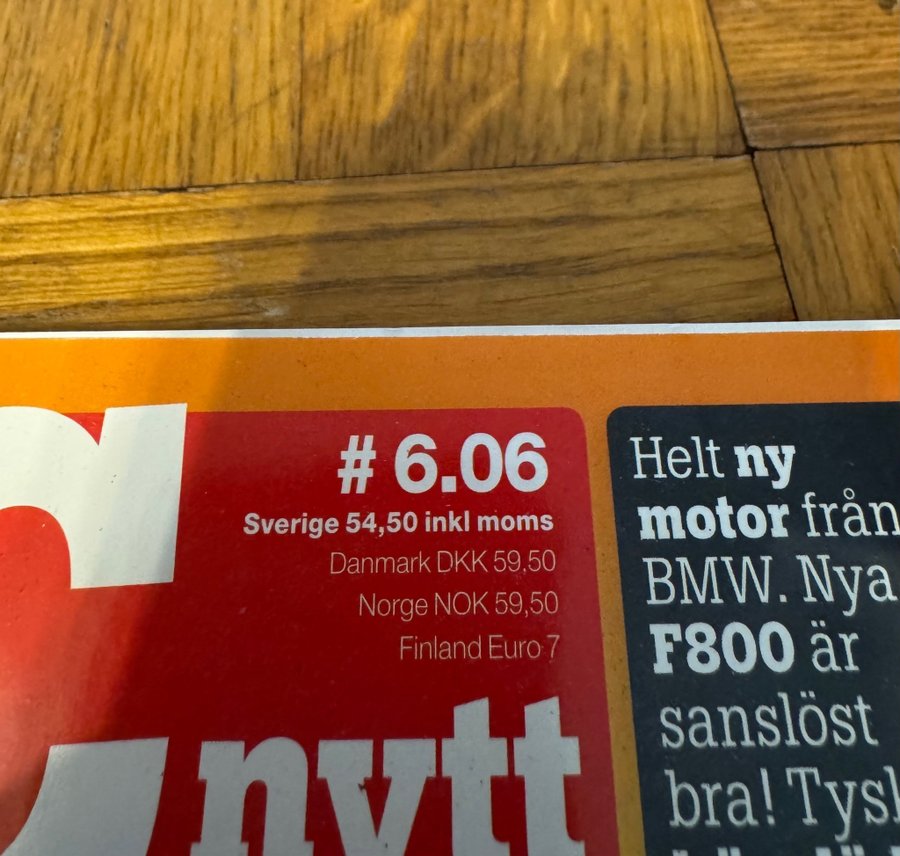 # 6.06
Sverige 54,50 inkl moms
Danmark DKK 59,50
Norge NOK 59,50
Finland Euro 7
nytt
Helt ny
motor från
BMW. Nya
F800 är
sanslöst
bra! Tysk